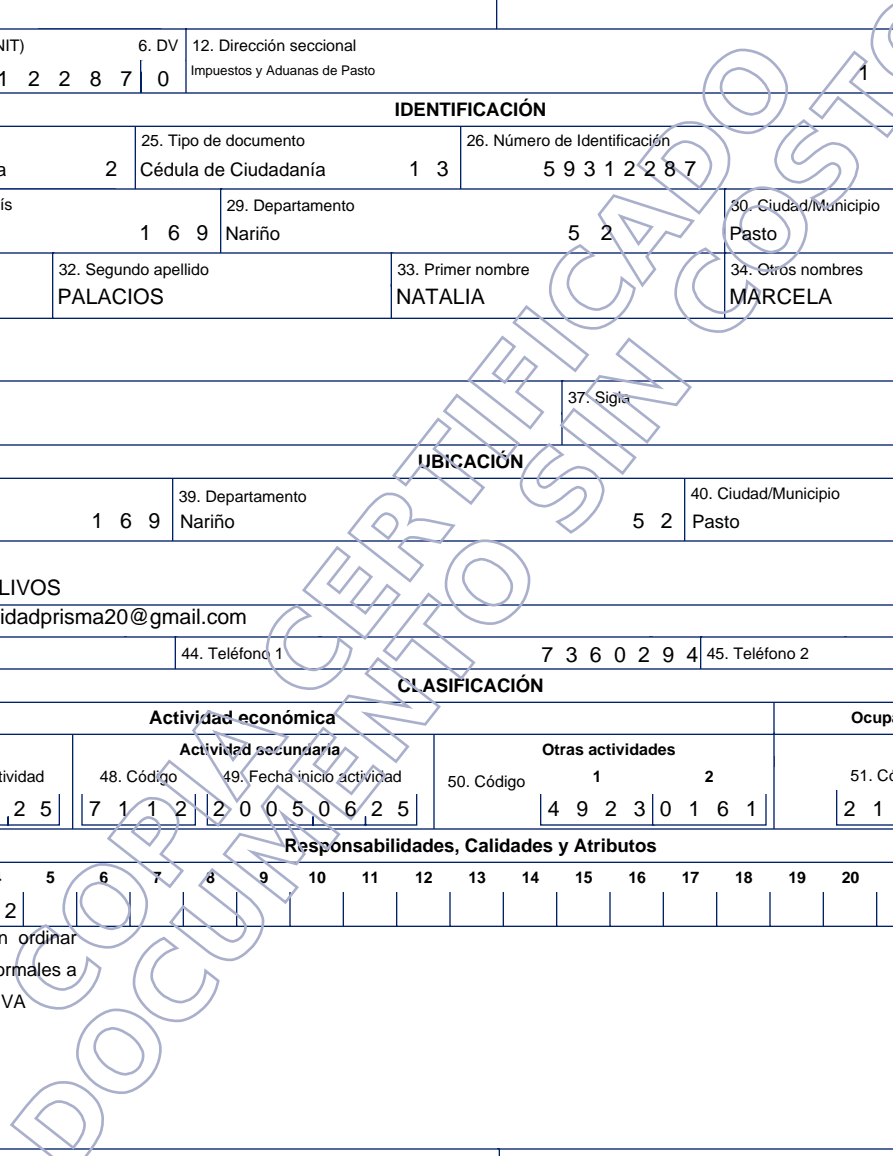 NIT) 6. DV 12. Dirección seccional
1 2 2 8 7 0 Impuestos y Aduanas de Pasto 1
IDENTIFICACIÓN
25. Tipo de documento 26. Número de Identificación
a 2 Cédula de Ciudadanía 1 3 5 9 3 1 2 2 8 7
ís 29. Departamento 30. Ciudad/Municipio
1 6 9 Nariño 5 2 Pasto
32. Segundo apellido 33. Primer nombre 34. Otros nombres
PALACIOS NATALIA MARCELA
37. Sigla
UBICACIÓN
39. Departamento 40. Ciudad/Municipio
1 6 9 Nariño 5 2 Pasto
LIVOS
idadprisma20@gmail.com
44. Teléfono 1 7 3 6 0 2 9 4 45. Teléfono 2
CLASIFICACIÓN
Actividad económica Ocupa
Actividad secundaria Otras actividades
tividad 48. Código 49. Fecha inicio actividad 50. Código 1 2 51. Có
2 5 7 1 1 2 2 0 0 5 0 6 2 5 4 9 2 3 0 1 6 1 2 1
Responsabilidades, Calidades y Atributos
5 6 7 8 9 10 11 12 13 14 15 16 17 18 19 20
2
n ordinar
ormales a
VA
COPIA CERTIFICADO
DOCUMENTO SIN COSTO